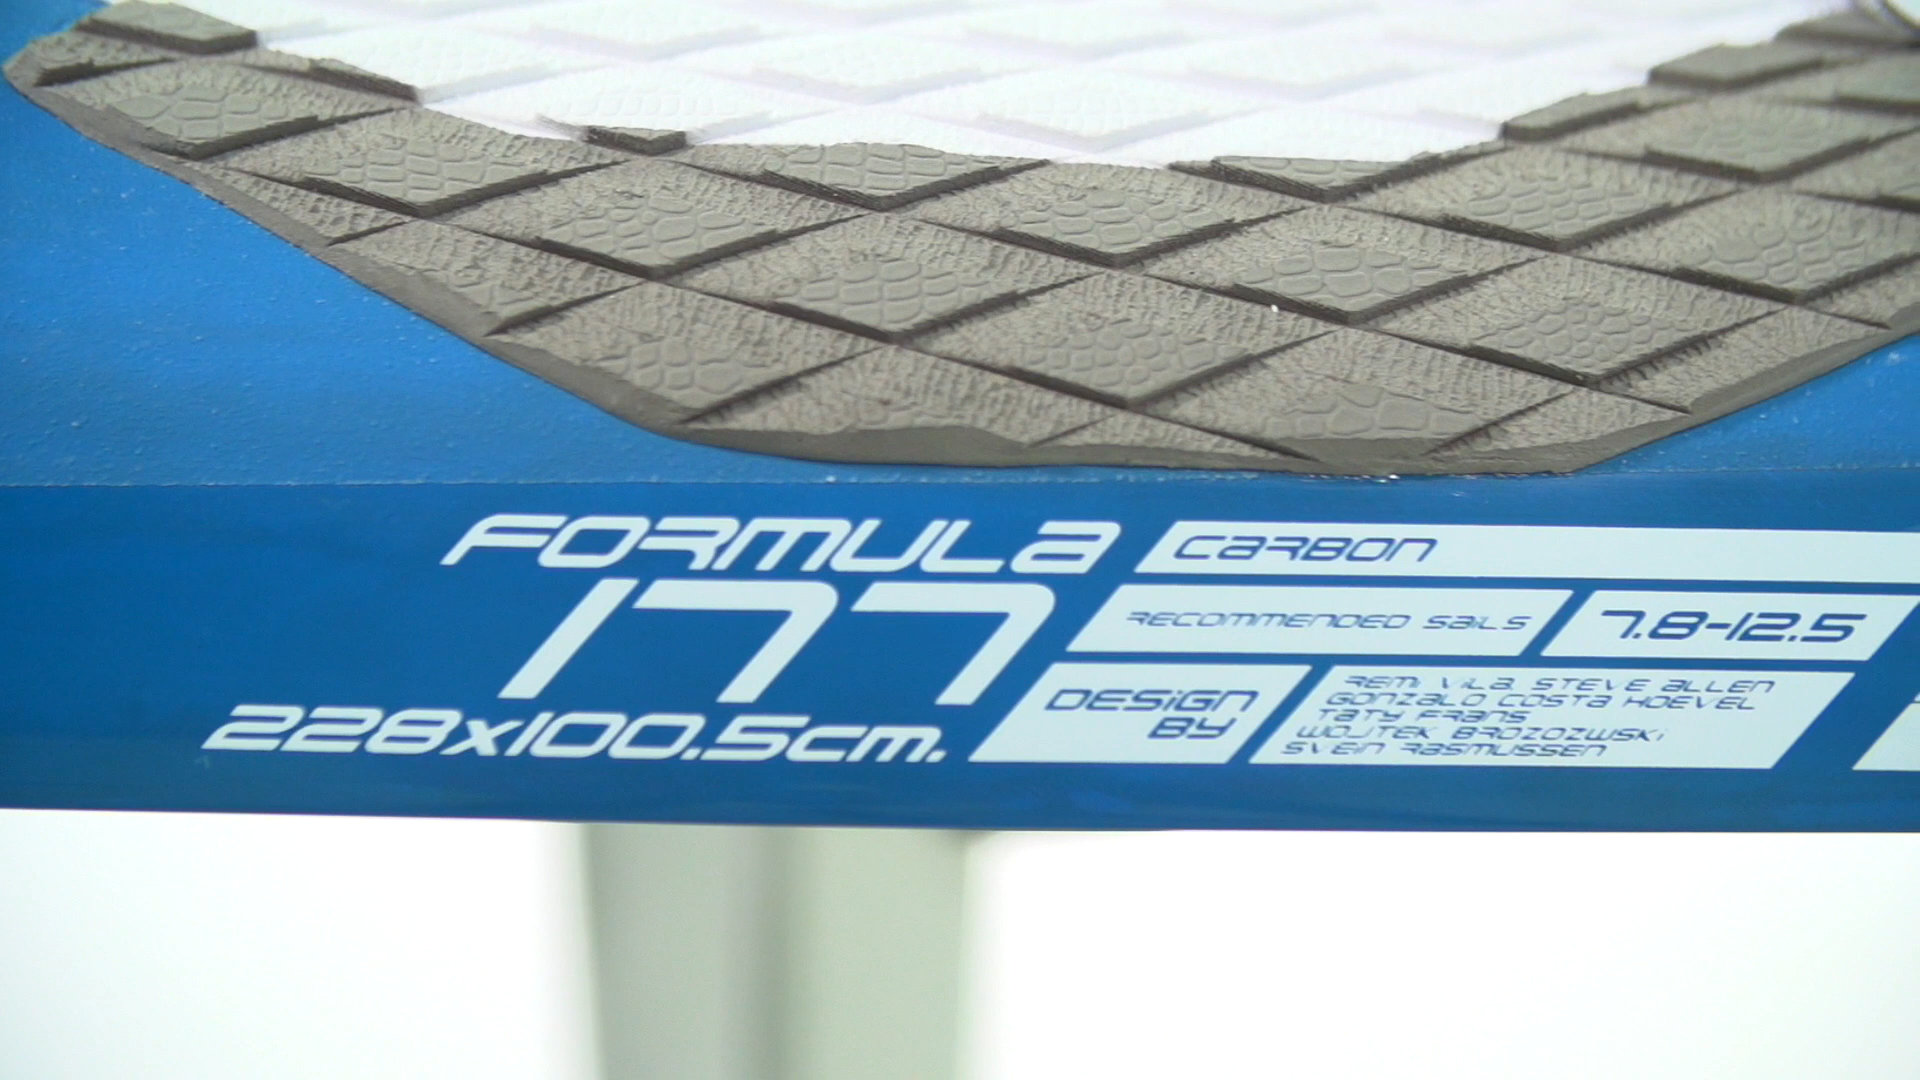 FORMULA
177
228x100.5cm.
CARBON
RECOMMENDED SAILS
7.8-12.5
DESIGN
BY
REMI VILA. STEVE ALLEN
GONZALO COSTA HOEVEL
TATY FRANS
WOJTEK BROZOZWSKI
SVEIN RASMUSSEN